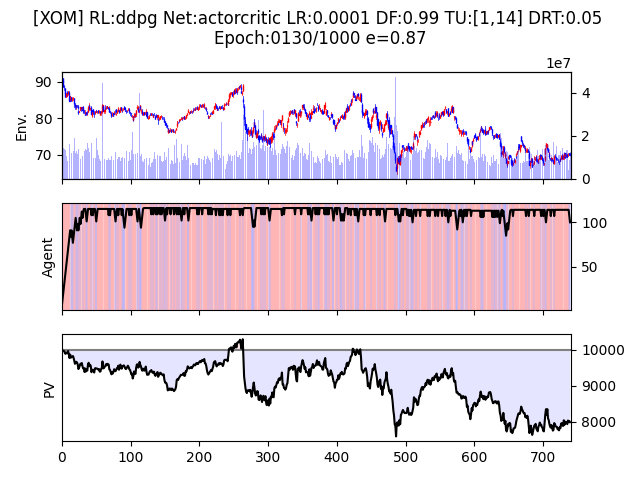 [XOM] RL:ddpg Net:actorcritic LR:0.0001 DF:0.99 TU:[1,14] DRT:0.05
Epoch:0130/1000 e=0.87
1e7
Env.
90
80
70
4
2
0
Agent
100
50
PV
10000
9000
8000
0 100 200 300 400 500 600 700